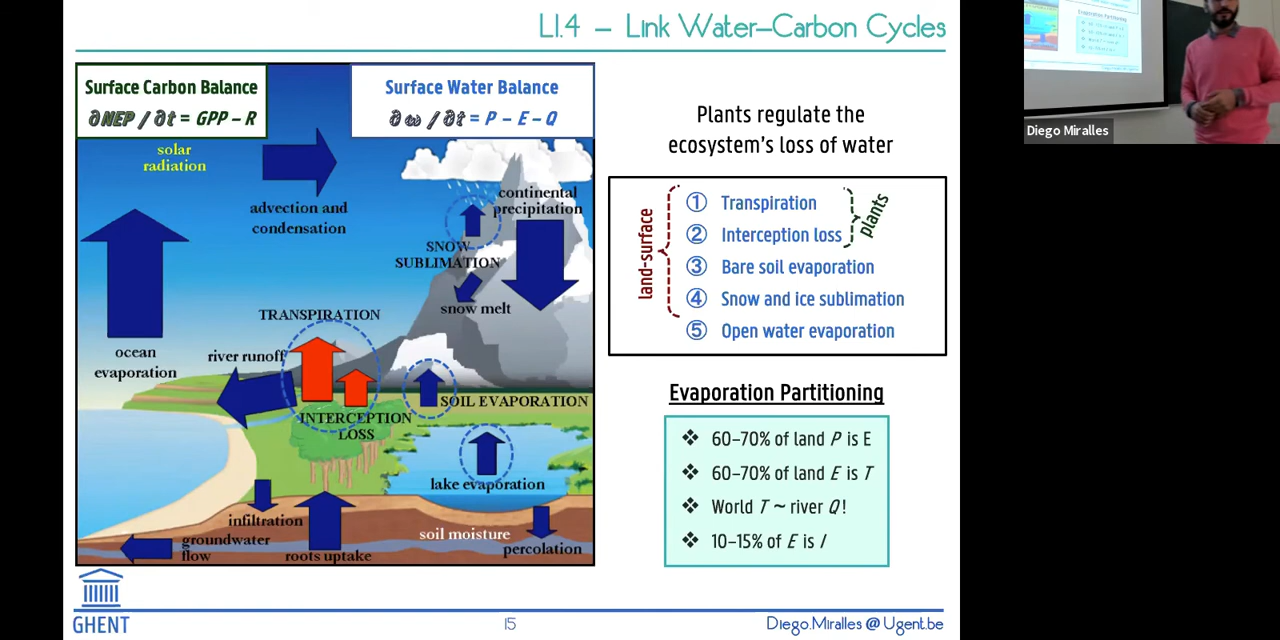 L1.4 – Link Water–Carbon Cycles
Surface Carbon Balance
∂NEP / ∂t = GPP – R
Surface Water Balance
∂ω / ∂t = P – E – Q
solar
radiation
advection and
condensation
continental
precipitation
SNOW
SUBLIMATION
snow melt
TRANSPIRATION
ocean
evaporation
river runoff
SOIL EVAPORATION
INTERCEPTION
LOSS
lake evaporation
infiltration
soil moisture
groundwater
flow
roots uptake
percolation
Plants regulate the
ecosystem's loss of water
land-surface
① Transpiration
② Interception loss
plants
③ Bare soil evaporation
④ Snow and ice sublimation
⑤ Open water evaporation
Evaporation Partitioning
❖ 60–70% of land P is E
❖ 60–70% of land E is T
❖ World T ~ river Q!
❖ 10–15% of E is I
GHENT
15
Diego.Miralles @ Ugent.be
Evaporation Partitioning
Diego Miralles